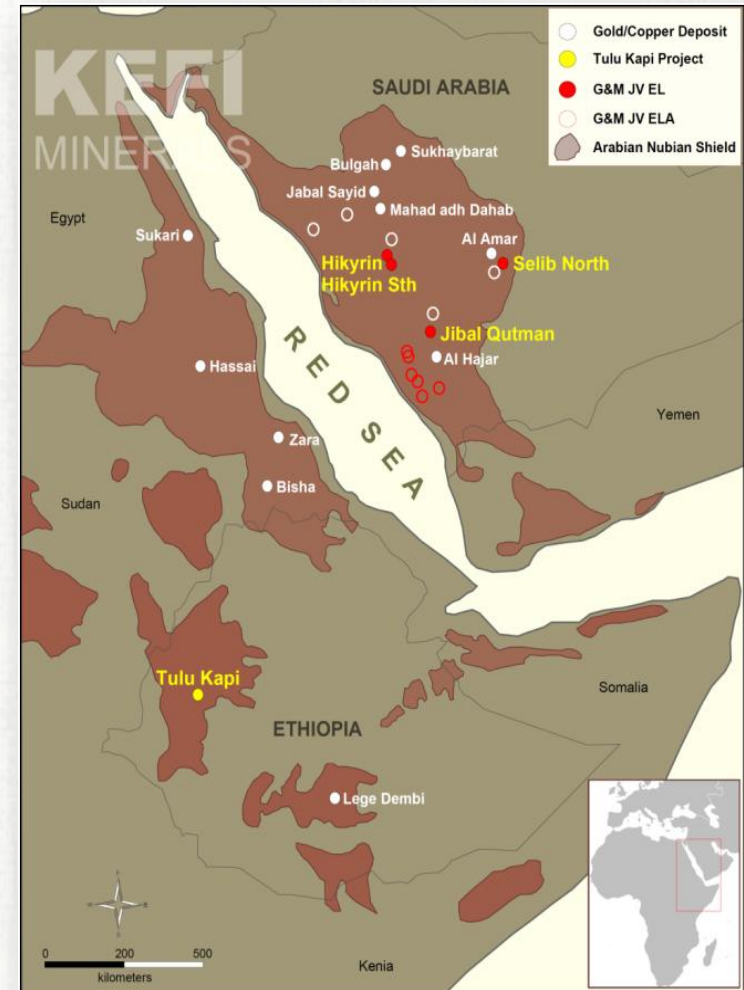 KEFI
MINERALS
SAUDI ARABIA
Gold/Copper Deposit
Tulu Kapi Project
G&M JV EL
G&M JV ELA
Arabian Nubian Shield
Sukhaybarat
Bulgah
Jabal Sayid
Mahad adh Dahab
Egypt
Sukari
Al Amar
Hikyrin
Hikyrin Sth
Selib North
Jibal Qutman
Al Hajar
Hassai
RED SEA
Yemen
Zara
Bisha
Sudan
Tulu Kapi
Somalia
ETHIOPIA
Lege Dembi
0 200 500
kilometers
Kenia